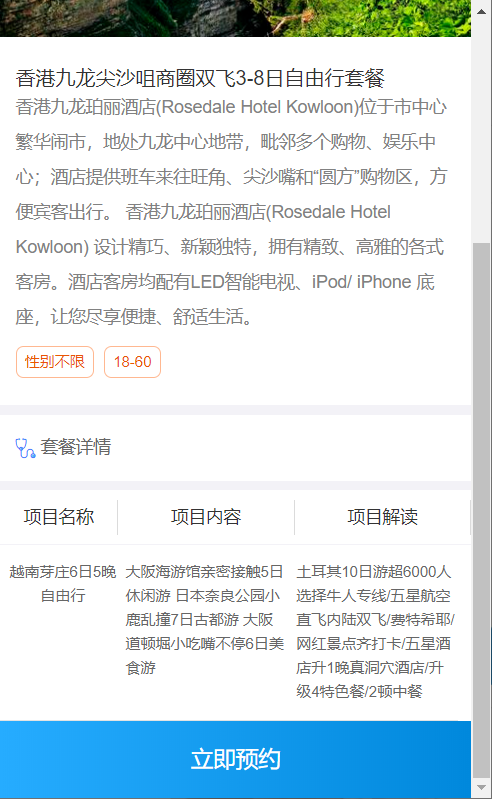 香港九龙尖沙咀商圈双飞3-8日自由行套餐
香港九龙珀丽酒店(Rosedale Hotel Kowloon)位于市中心
繁华闹市，地处九龙中心地带，毗邻多个购物、娱乐中
心；酒店提供班车来往旺角、尖沙嘴和“圆方”购物区，方
便宾客出行。 香港九龙珀丽酒店(Rosedale Hotel
Kowloon) 设计精巧、新颖独特，拥有精致、高雅的各式
客房。酒店客房均配有LED智能电视、iPod/ iPhone 底
座，让您尽享便捷、舒适生活。
性别不限 18-60
套餐详情
项目名称 项目内容 项目解读
越南芽庄6日5晚
自由行
大阪海游馆亲密接触5日
休闲游 日本奈良公园小
鹿乱撞7日古都游 大阪
道顿堀小吃嘴不停6日美
食游
土耳其10日游超6000人
选择牛人专线/五星航空
直飞内陆双飞/费特希耶/
网红景点齐打卡/五星酒
店升1晚真洞穴酒店/升
级4特色餐/2顿中餐
立即预约